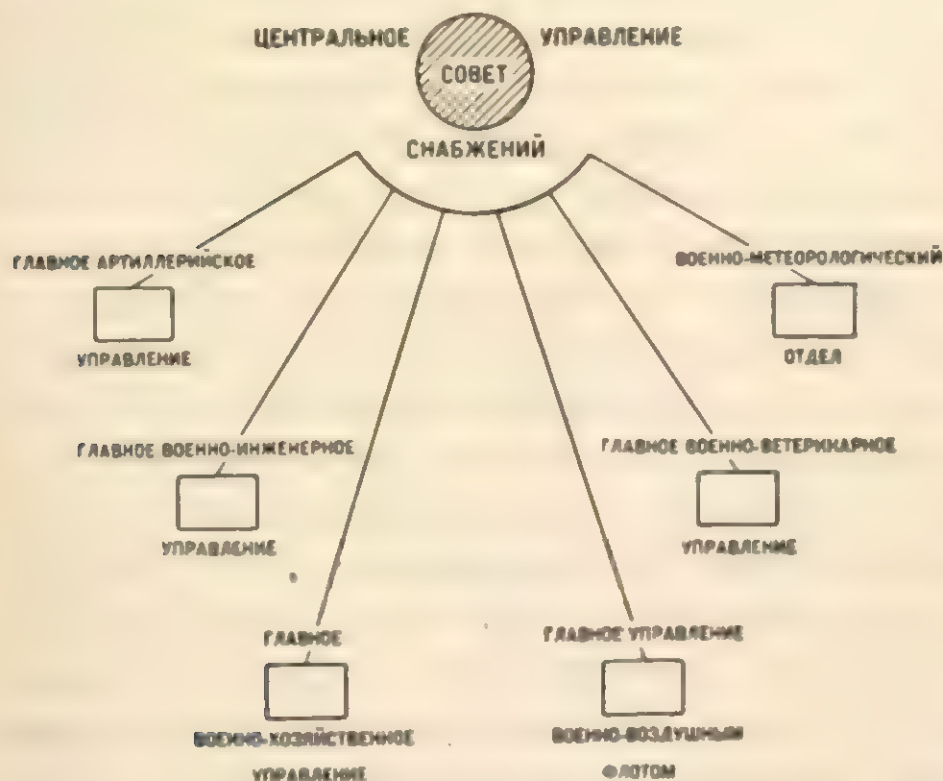 ЦЕНТРАЛЬНОЕ УПРАВЛЕНИЕ
СОВЕТ
СНАБЖЕНИЙ
ГЛАВНОЕ АРТИЛЛЕРИЙСКОЕ
УПРАВЛЕНИЕ
ВОЕННО-МЕТЕОРОЛОГИЧЕСКИЙ
ОТДЕЛ
ГЛАВНОЕ ВОЕННО-ИНЖЕНЕРНОЕ
УПРАВЛЕНИЕ
ГЛАВНОЕ ВОЕННО-ВЕТЕРИНАРНОЕ
УПРАВЛЕНИЕ
ГЛАВНОЕ
ВОЕННО-ХОЗЯЙСТВЕННОЕ
УПРАВЛЕНИЕ
ГЛАВНОЕ УПРАВЛЕНИЕ
ВОЕННО-ВОЗДУШНЫМ
ФЛОТОМ